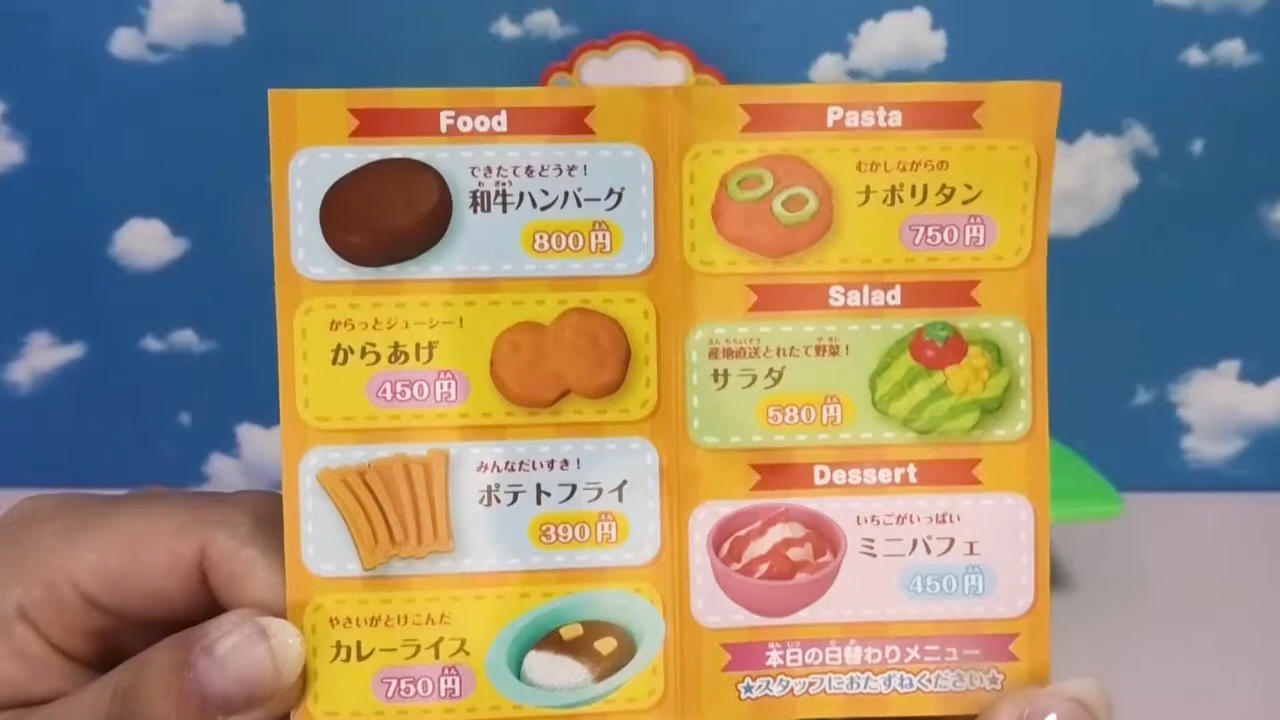 Food
できたてをどうぞ!
和牛ハンバーグ
800円
からっとジューシー!
からあげ
450円
みんなだいすき!
ポテトフライ
390円
やさいがとけこんだ
カレーライス
750円
Pasta
むかしながらの
ナポリタン
750円
Salad
産地直送とれたて野菜!
サラダ
580円
Dessert
いちごがいっぱい
ミニパフェ
450円
本日の日替わりメニュー
☆スタッフにおたずねください☆